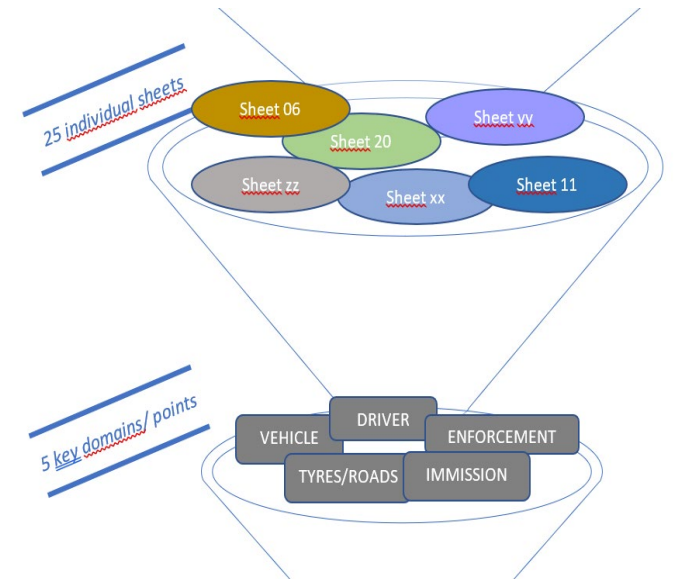 25 individual sheets
Sheet 06
Sheet vv
Sheet 20
Sheet zz
Sheet xx
Sheet 11
5 key domains/ points
DRIVER
VEHICLE
ENFORCEMENT
TYRES/ROADS
IMMISSION